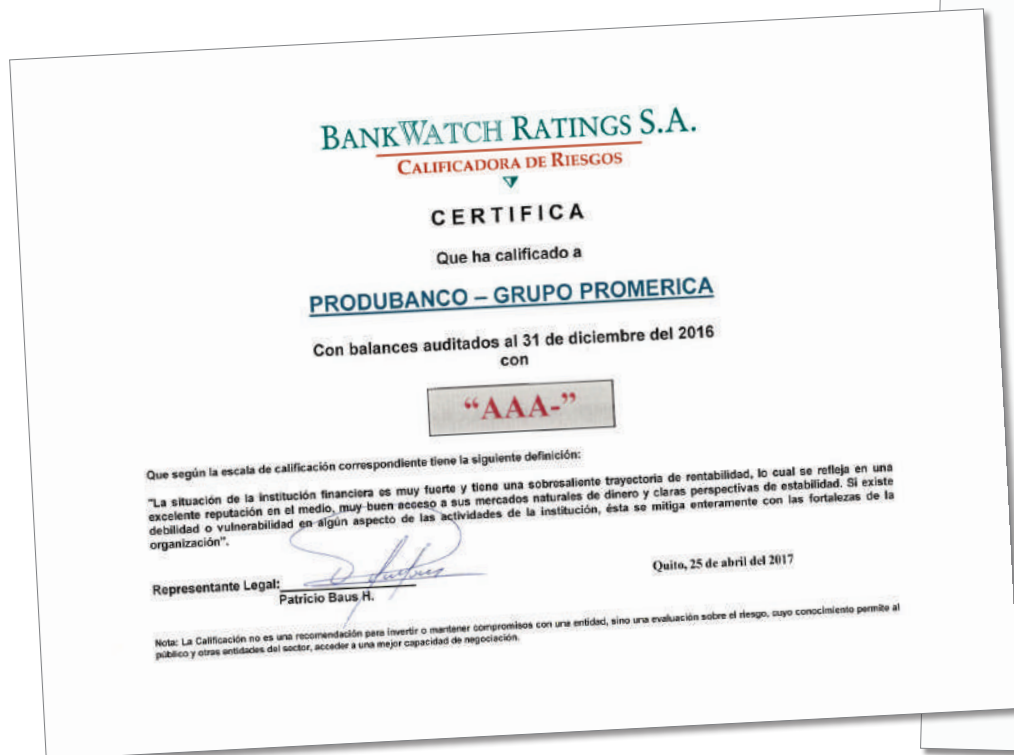 BANKWATCH RATINGS S.A.
CALIFICADORA DE RIESGOS
CERTIFICA
Que ha calificado a
PRODUBANCO – GRUPO PROMERICA
Con balances auditados al 31 de diciembre del 2016
con
“AAA-”
Que según la escala de calificación correspondiente tiene la siguiente definición:
"La situación de la institución financiera es muy fuerte y tiene una sobresaliente trayectoria de rentabilidad, lo cual se refleja en una
excelente reputación en el medio, muy buen acceso a sus mercados naturales de dinero y claras perspectivas de estabilidad. Si existe
debilidad o vulnerabilidad en algún aspecto de las actividades de la institución, ésta se mitiga enteramente con las fortalezas de la
organización".
Quito, 25 de abril del 2017
Representante Legal:
Patricio Baus H.
Nota: La Calificación no es una recomendación para invertir o mantener compromisos con una entidad, sino una evaluación sobre el riesgo, cuyo conocimiento permite al
público y otras entidades del sector, acceder a una mejor capacidad de negociación.